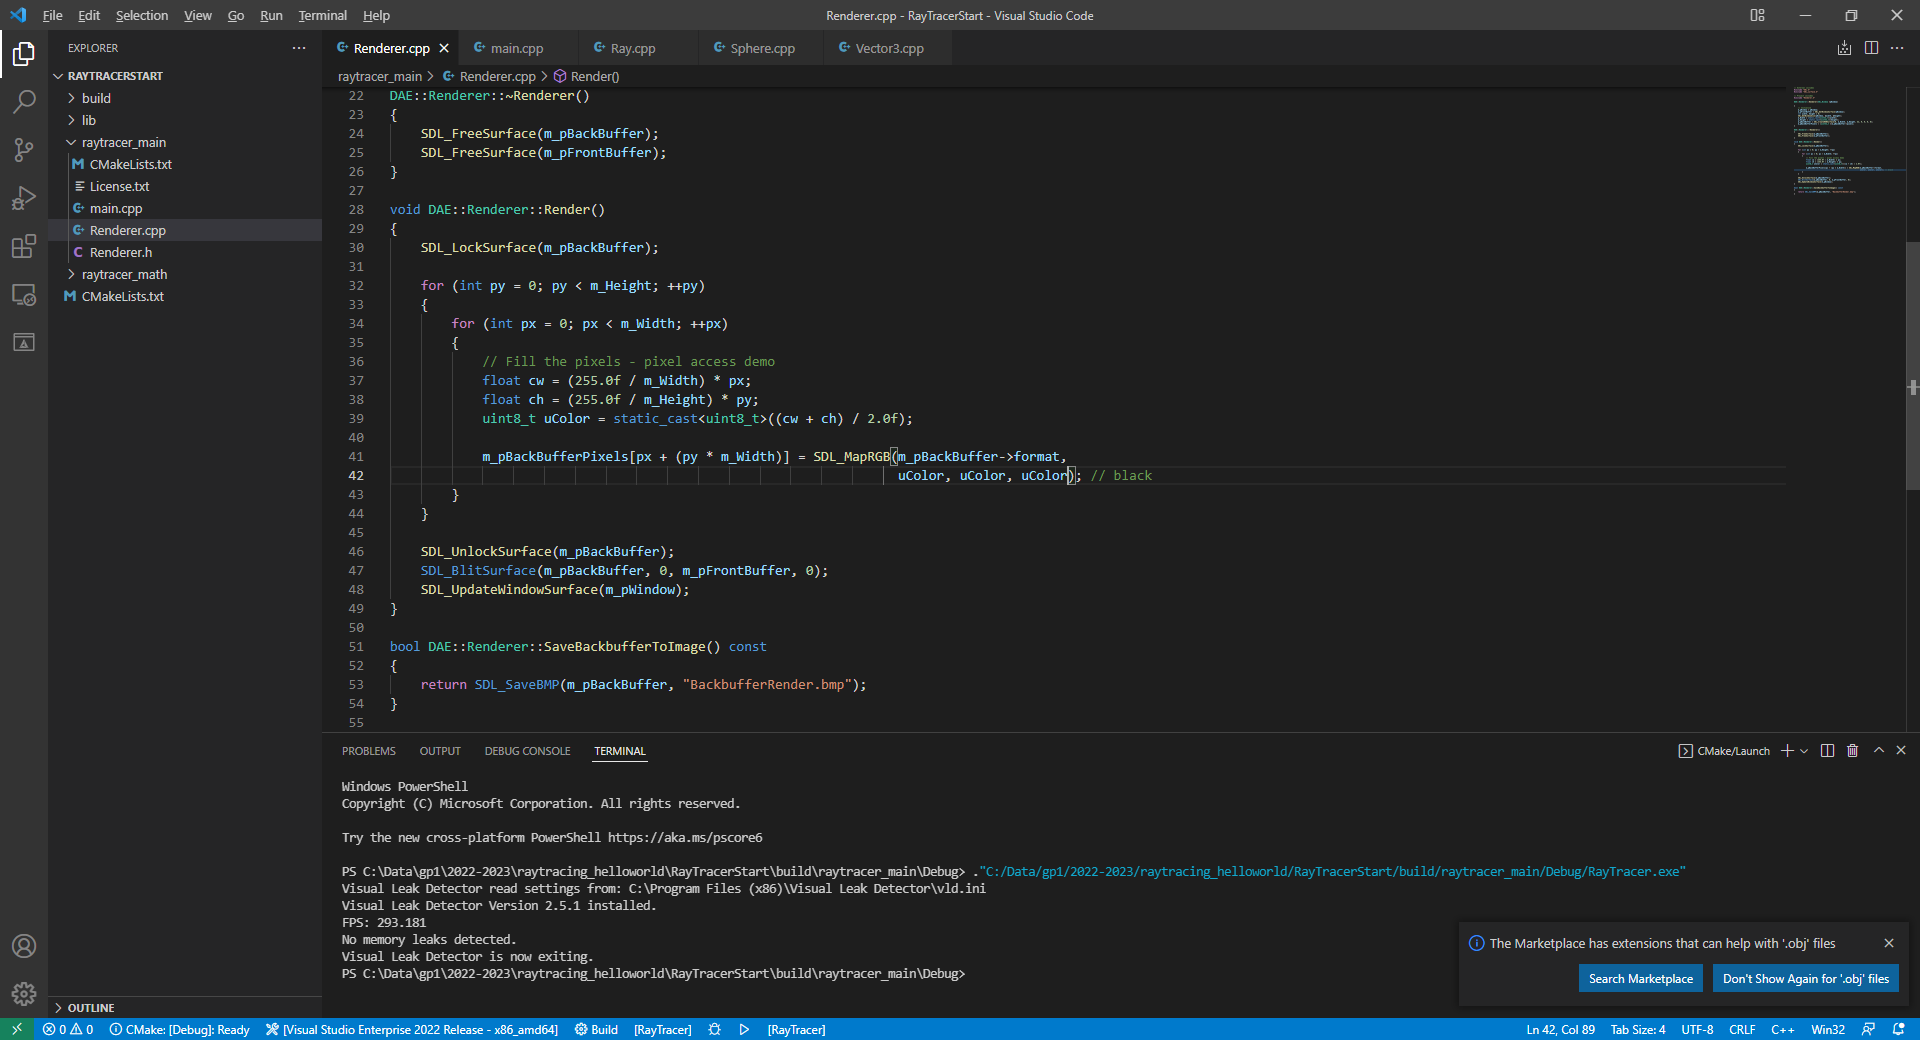 File Edit Selection View Go Run Terminal Help
Renderer.cpp - RayTracerStart - Visual Studio Code
EXPLORER
RAYTRACERSTART
build
lib
raytracer_main
CMakeLists.txt
License.txt
main.cpp
Renderer.cpp
Renderer.h
raytracer_math
CMakeLists.txt
OUTLINE
Renderer.cpp main.cpp Ray.cpp Sphere.cpp Vector3.cpp
raytracer_main > Renderer.cpp > Render()
22 DAE::Renderer::~Renderer()
23 {
24 SDL_FreeSurface(m_pBackBuffer);
25 SDL_FreeSurface(m_pFrontBuffer);
26 }
27
28 void DAE::Renderer::Render()
29 {
30 SDL_LockSurface(m_pBackBuffer);
31
32 for (int py = 0; py < m_Height; ++py)
33 {
34 for (int px = 0; px < m_Width; ++px)
35 {
36 // Fill the pixels - pixel access demo
37 float cw = (255.0f / m_Width) * px;
38 float ch = (255.0f / m_Height) * py;
39 uint8_t uColor = static_cast<uint8_t>((cw + ch) / 2.0f);
40
41 m_pBackBufferPixels[px + (py * m_Width)] = SDL_MapRGB(m_pBackBuffer->format,
42 uColor, uColor, uColor); // black
43 }
44 }
45
46 SDL_UnlockSurface(m_pBackBuffer);
47 SDL_BlitSurface(m_pBackBuffer, 0, m_pFrontBuffer, 0);
48 SDL_UpdateWindowSurface(m_pWindow);
49 }
50
51 bool DAE::Renderer::SaveBackbufferToImage() const
52 {
53 return SDL_SaveBMP(m_pBackBuffer, "BackbufferRender.bmp");
54 }
55
PROBLEMS OUTPUT DEBUG CONSOLE TERMINAL
CMake/Launch
Windows PowerShell
Copyright (C) Microsoft Corporation. All rights reserved.
Try the new cross-platform PowerShell https://aka.ms/pscore6
PS C:\Data\gp1\2022-2023\raytracing_helloworld\RayTracerStart\build\raytracer_main\Debug> ."C:/Data/gp1/2022-2023/raytracing_helloworld/RayTracerStart/build/raytracer_main/Debug/RayTracer.exe"
Visual Leak Detector read settings from: C:\Program Files (x86)\Visual Leak Detector\vld.ini
Visual Leak Detector Version 2.5.1 installed.
FPS: 293.181
No memory leaks detected.
Visual Leak Detector is now exiting.
PS C:\Data\gp1\2022-2023\raytracing_helloworld\RayTracerStart\build\raytracer_main\Debug>
The Marketplace has extensions that can help with '.obj' files
Search Marketplace
Don't Show Again for '.obj' files
0 0 CMake: [Debug]: Ready [Visual Studio Enterprise 2022 Release - x86_amd64] Build [RayTracer] [RayTracer]
Ln 42, Col 89 Tab Size: 4 UTF-8 CRLF C++ Win32